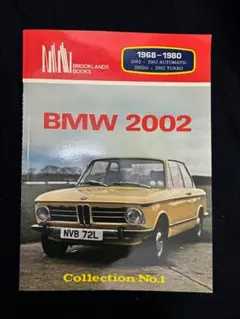 BROOKLANDS
BOOKS
1968-1980
2002 - 2002 AUTOMATIC
2002tii - 2002 TURBO
BMW 2002
NVB 72L
Collection No.1